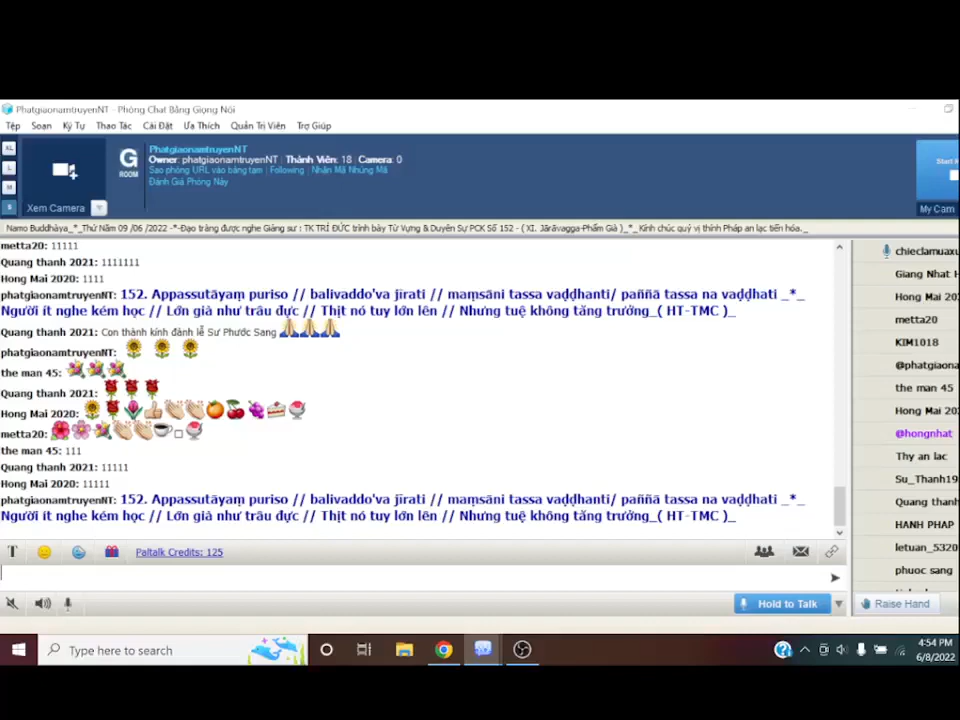 PhatgiaonamtruyenNT - Phòng Chat Bằng Giọng Nói
Tệp Soạn Ký Tự Thao Tác Cài Đặt Ưa Thích Quản Trị Viên Trợ Giúp
XL
L
M
S
Xem Camera
G
ROOM
PhatgiaonamtruyenNT
Owner: phatgiaonamtruyenNT | Thành Viên: 18 | Camera: 0
Sao phòng URL vào bảng tạm | Following | Nhận Mã Nhúng Mã
Đánh Giá Phòng Này
My Cam
Namo Buddhàya_*_Thứ Năm 09 /06 /2022 -*-Đạo tràng được nghe Giảng sư : TK TRÍ ĐỨC trình bày Từ Vựng & Duyên Sự PCK Số 152 - ( XI. Jārāvagga-Phẩm Già )_*_ Kính chúc quý vị thính Pháp an lạc tiến hóa._
metta20: 11111
Quang thanh 2021: 1111111
Hong Mai 2020: 1111
phatgiaonamtruyenNT: 152. Appassutāyaṃ puriso // balivaddo'va jīrati // maṃsāni tassa vaḍḍhanti/ paññā tassa na vaḍḍhati _*_
Người ít nghe kém học // Lớn già như trâu đực // Thịt nó tuy lớn lên // Nhưng tuệ không tăng trưởng_( HT-TMC )_
Quang thanh 2021: Con thành kính đảnh lễ Sư Phước Sang
phatgiaonamtruyenNT:
the man 45:
Quang thanh 2021:
Hong Mai 2020:
metta20:
the man 45: 111
Quang thanh 2021: 11111
Hong Mai 2020: 11111
phatgiaonamtruyenNT: 152. Appassutāyaṃ puriso // balivaddo'va jīrati // maṃsāni tassa vaḍḍhanti/ paññā tassa na vaḍḍhati _*_
Người ít nghe kém học // Lớn già như trâu đực // Thịt nó tuy lớn lên // Nhưng tuệ không tăng trưởng_( HT-TMC )_
chieclamuaxu
Giang Nhat H
Hong Mai 202
metta20
KIM1018
@phatgiaona
the man 45
Hong Mai 202
@hongnhat
Thy an lac
Su_Thanh19
Quang thanh
HANH PHAP
letuan_5320
phuoc sang
T
Paltalk Credits: 125
Hold to Talk
Raise Hand
Type here to search
4:54 PM
6/8/2022